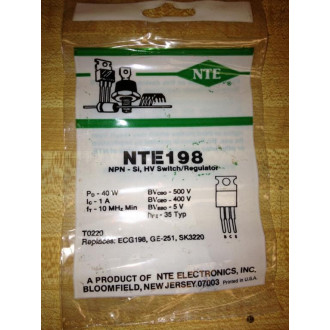 NTE
NTE198
NPN - Si, HV Switch/Regulator
PD - 40 W BVCBO - 500 V
IC - 1 A BVCEO - 400 V
fT - 10 MHz Min BVEBO - 5 V
hFE - 35 Typ
B C E
TO220
Replaces: ECG198, GE-251, SK3220
A PRODUCT OF NTE ELECTRONICS, INC.
BLOOMFIELD, NEW JERSEY 07003 Printed in U.S.A.